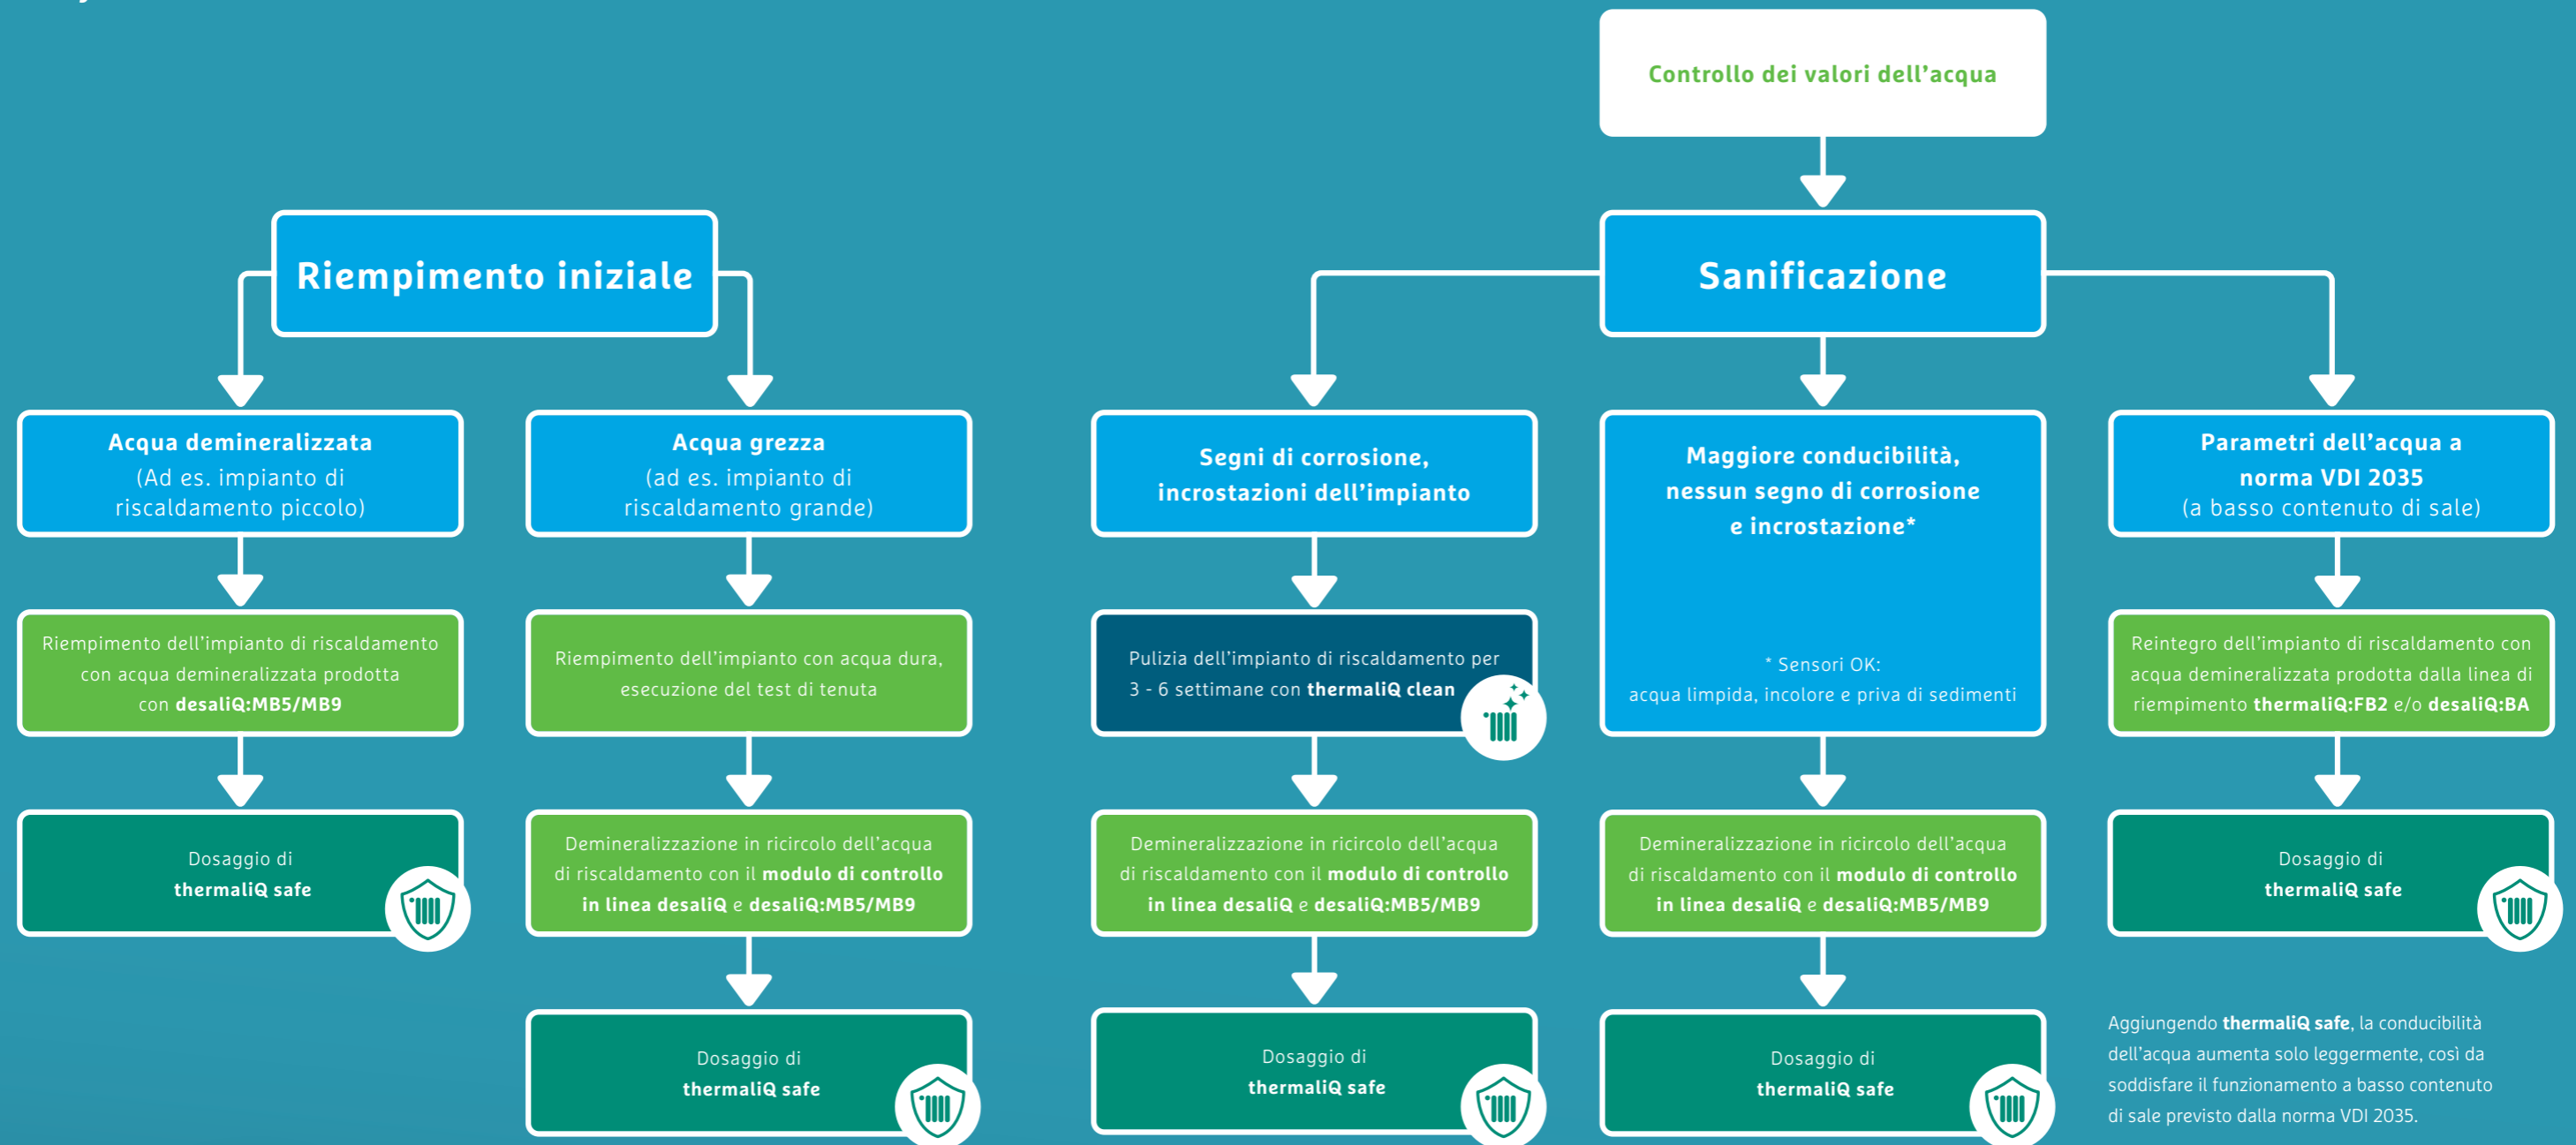 Controllo dei valori dell'acqua
Riempimento iniziale
Sanificazione
Acqua demineralizzata
(Ad es. impianto di
riscaldamento piccolo)
Acqua grezza
(ad es. impianto di
riscaldamento grande)
Segni di corrosione,
incrostazioni dell'impianto
Maggiore conducibilità,
nessun segno di corrosione
e incrostazione*
* Sensori OK:
acqua limpida, incolore e priva di sedimenti
Parametri dell'acqua a
norma VDI 2035
(a basso contenuto di sale)
Riempimento dell'impianto di riscaldamento
con acqua demineralizzata prodotta
con desaliQ:MB5/MB9
Riempimento dell'impianto con acqua dura,
esecuzione del test di tenuta
Pulizia dell'impianto di riscaldamento per
3 - 6 settimane con thermaliQ clean
Reintegro dell'impianto di riscaldamento con
acqua demineralizzata prodotta dalla linea di
riempimento thermaliQ:FB2 e/o desaliQ:BA
Dosaggio di
thermaliQ safe
Demineralizzazione in ricircolo dell'acqua
di riscaldamento con il modulo di controllo
in linea desaliQ e desaliQ:MB5/MB9
Demineralizzazione in ricircolo dell'acqua
di riscaldamento con il modulo di controllo
in linea desaliQ e desaliQ:MB5/MB9
Demineralizzazione in ricircolo dell'acqua
di riscaldamento con il modulo di controllo
in linea desaliQ e desaliQ:MB5/MB9
Dosaggio di
thermaliQ safe
Dosaggio di
thermaliQ safe
Dosaggio di
thermaliQ safe
Dosaggio di
thermaliQ safe
Aggiungendo thermaliQ safe, la conducibilità
dell'acqua aumenta solo leggermente, così da
soddisfare il funzionamento a basso contenuto
di sale previsto dalla norma VDI 2035.